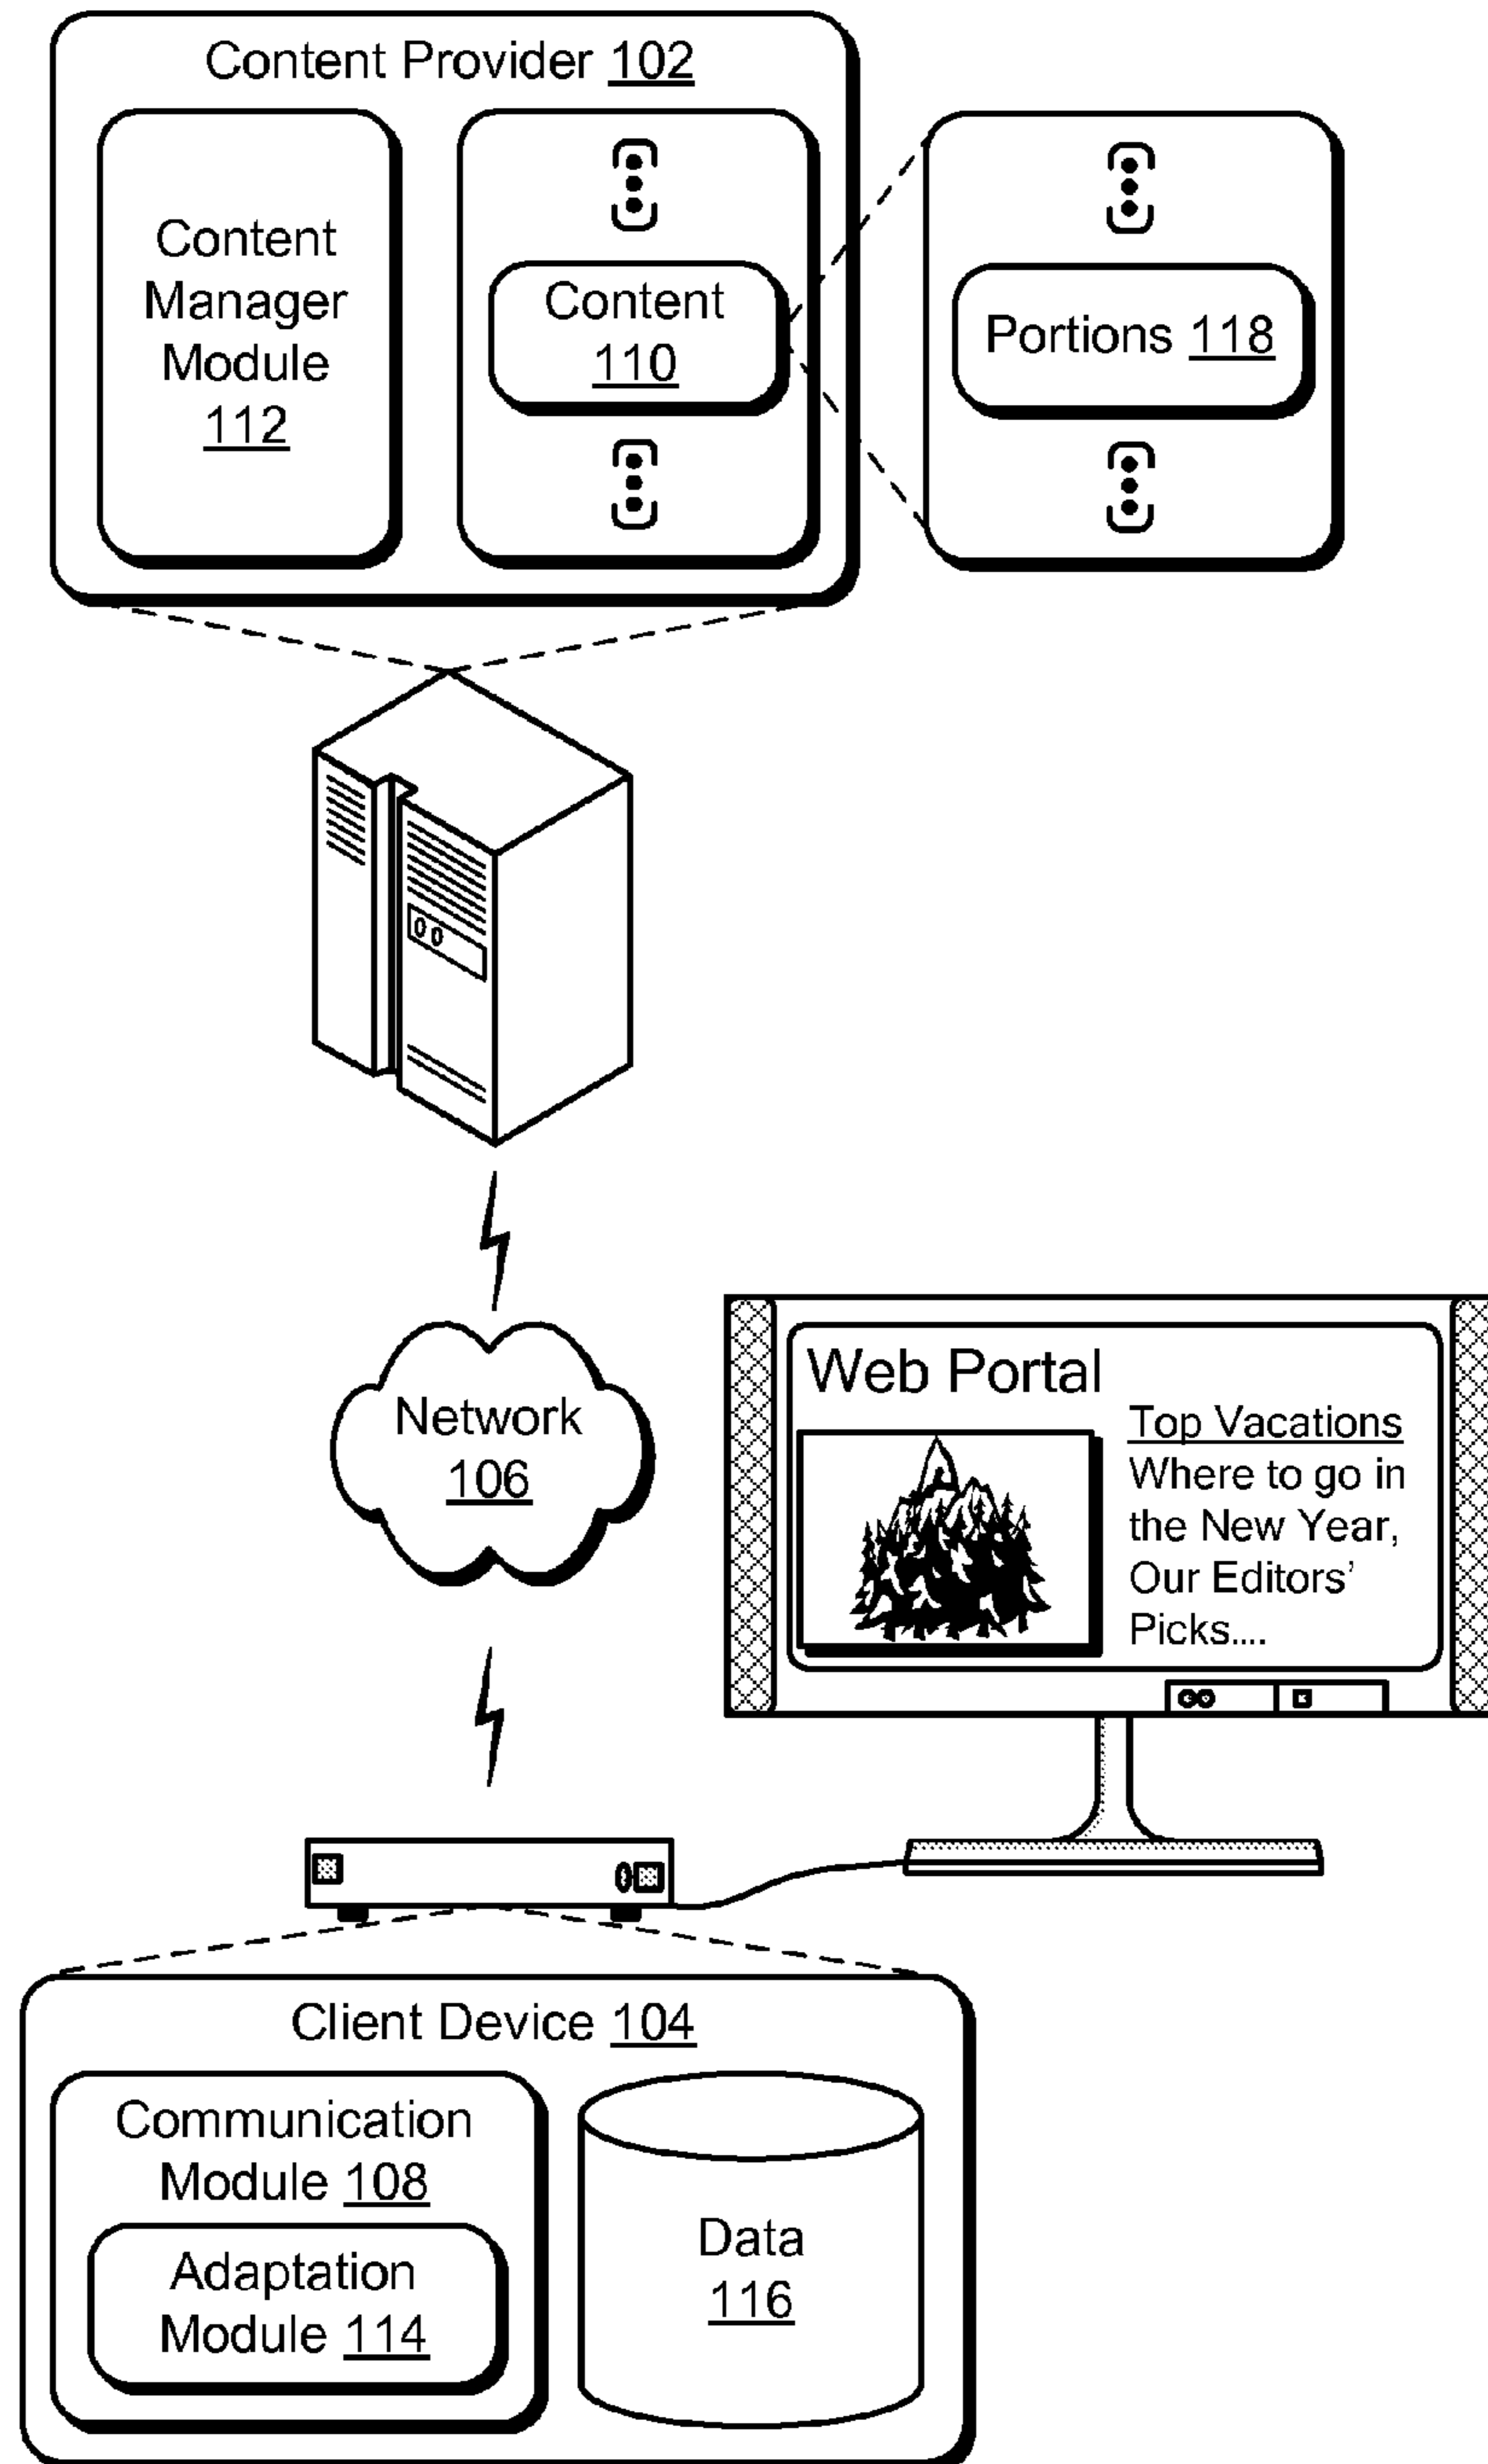 Content Provider 102
Content
Manager
Module
112
Content
110
Portions 118
Network
106
Web Portal
Top Vacations
Where to go in
the New Year,
Our Editors’
Picks....
Client Device 104
Communication
Module 108
Adaptation
Module 114
Data
116